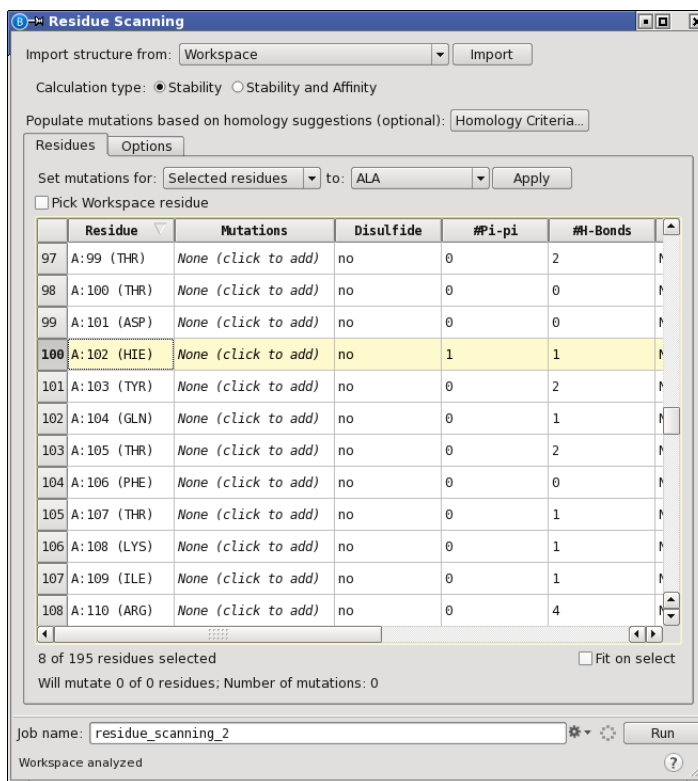 B Residue Scanning
Import structure from: Workspace Import
Calculation type: Stability Stability and Affinity
Populate mutations based on homology suggestions (optional): Homology Criteria...
Residues Options
Set mutations for: Selected residues to: ALA Apply
Pick Workspace residue
Residue Mutations Disulfide #Pi-pi #H-Bonds
97 A:99 (THR) None (click to add) no 0 2
98 A:100 (THR) None (click to add) no 0 0
99 A:101 (ASP) None (click to add) no 0 0
100 A:102 (HIE) None (click to add) no 1 1
101 A:103 (TYR) None (click to add) no 0 2
102 A:104 (GLN) None (click to add) no 0 1
103 A:105 (THR) None (click to add) no 0 2
104 A:106 (PHE) None (click to add) no 0 0
105 A:107 (THR) None (click to add) no 0 1
106 A:108 (LYS) None (click to add) no 0 1
107 A:109 (ILE) None (click to add) no 0 1
108 A:110 (ARG) None (click to add) no 0 4
8 of 195 residues selected Fit on select
Will mutate 0 of 0 residues; Number of mutations: 0
Job name: residue_scanning_2 Run
Workspace analyzed ?